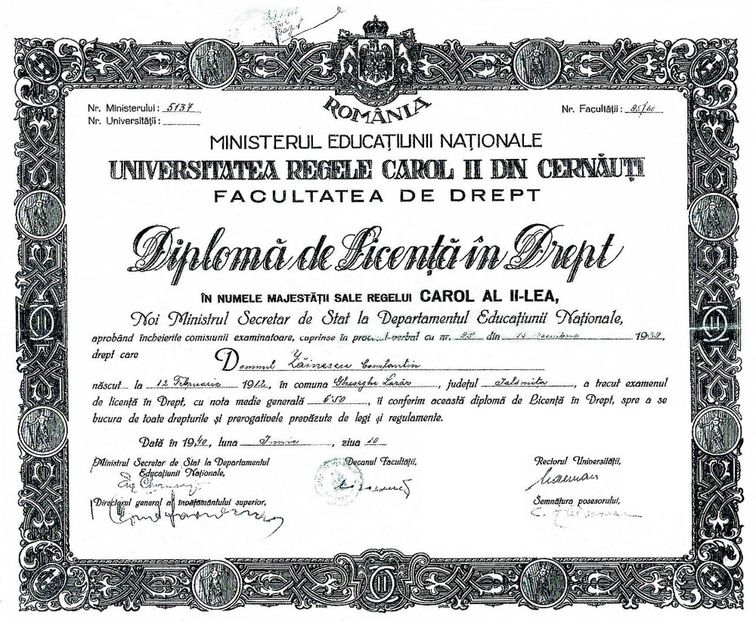 ROMÂNIA
Nr. Ministerului: 5137
Nr. Facultății: 85/40
Nr. Universității:
MINISTERUL EDUCAȚIUNII NAȚIONALE
UNIVERSITATEA REGELE CAROL II DIN CERNĂUȚI
FACULTATEA DE DREPT
Diplomă de Licență în Drept
ÎN NUMELE MAJESTĂȚII SALE REGELUI CAROL AL II-LEA,
Noi Ministrul Secretar de Stat la Departamentul Educațiunii Naționale,
aprobând încheierile comisiunii examinatoare, cuprinse în procesul-verbal cu nr. din 1939,
drept care Domnul Zăinescu Constantin
născut la 12 Februarie 1912, în comuna Gheorghe Lazăr, județul Ialomița, a trecut examenul
de licență în Drept, cu nota medie generală 6.50, îi conferim această diplomă de Licență în Drept, spre a se
bucura de toate drepturile și prerogativele prevăzute de legi și regulamente.
Dată în 1940, luna Iunie, ziua 10
Ministrul Secretar de Stat la Departamentul
Educațiunii Naționale,
Decanul Facultății,
Rectorul Universității,
Directorul general al învățământului superior,
Semnătura posesorului,